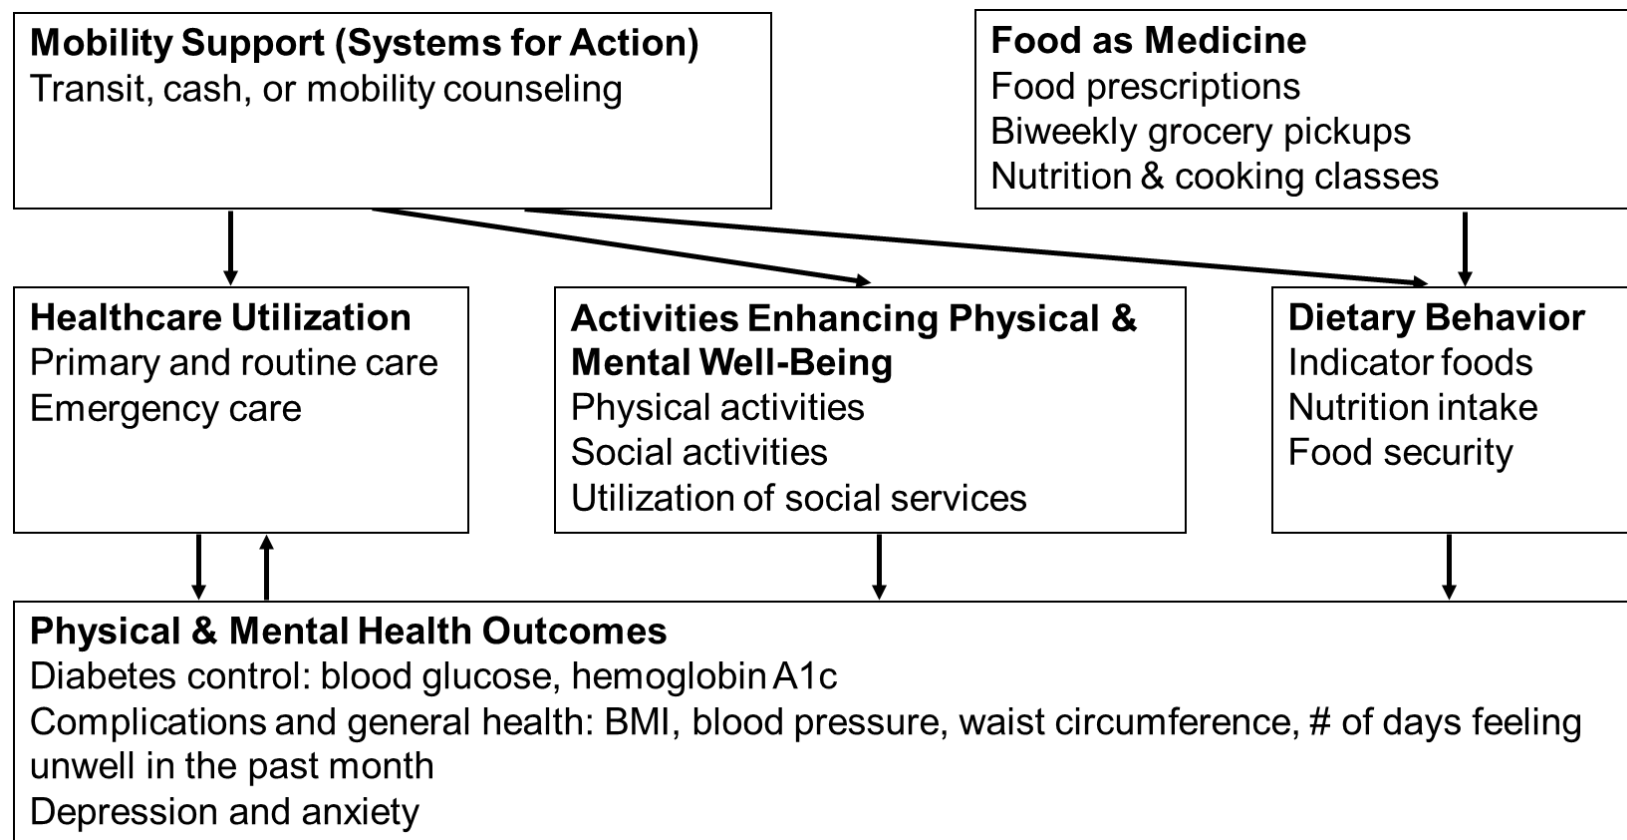 Mobility Support (Systems for Action)
Transit, cash, or mobility counseling
Food as Medicine
Food prescriptions
Biweekly grocery pickups
Nutrition & cooking classes
Healthcare Utilization
Primary and routine care
Emergency care
Activities Enhancing Physical &
Mental Well-Being
Physical activities
Social activities
Utilization of social services
Dietary Behavior
Indicator foods
Nutrition intake
Food security
Physical & Mental Health Outcomes
Diabetes control: blood glucose, hemoglobin A1c
Complications and general health: BMI, blood pressure, waist circumference, # of days feeling
unwell in the past month
Depression and anxiety